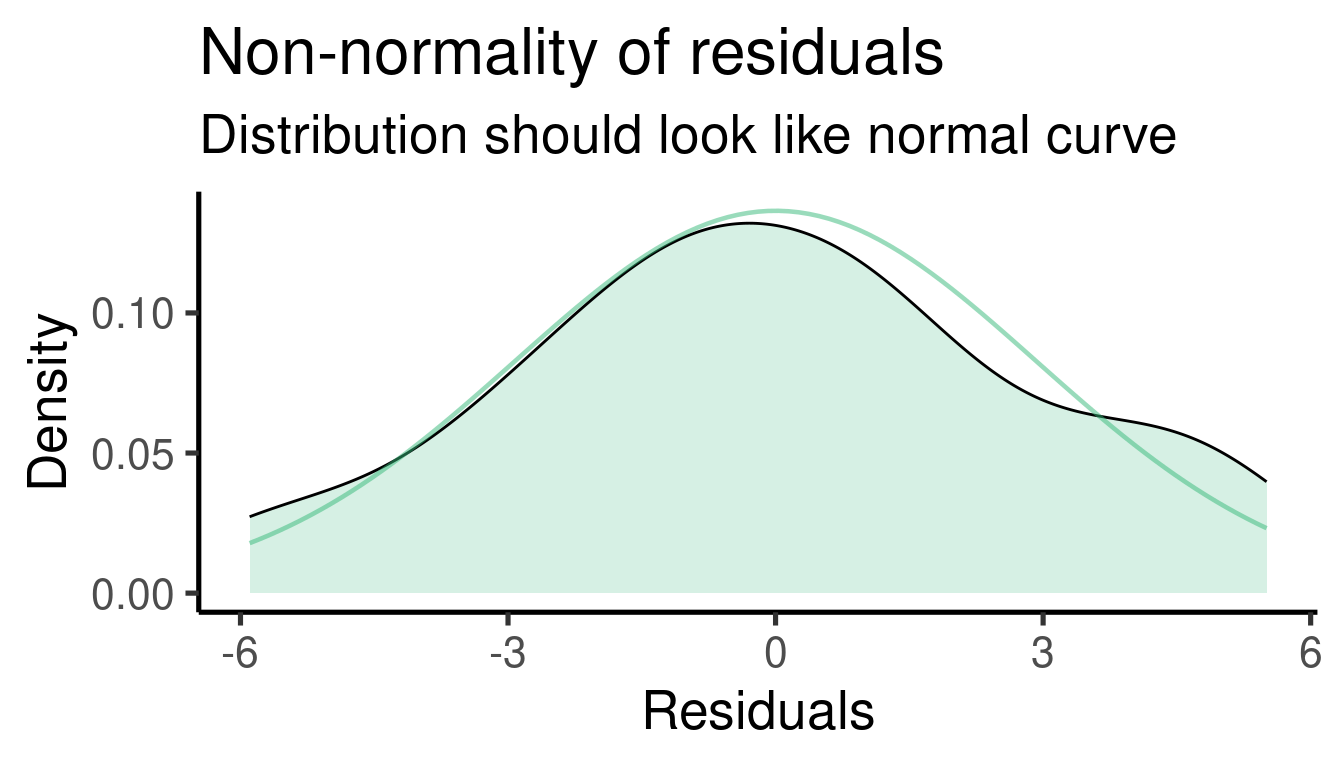 Non-normality of residuals
Distribution should look like normal curve
Density
0.10
0.05
0.00
-6 -3 0 3 6
Residuals